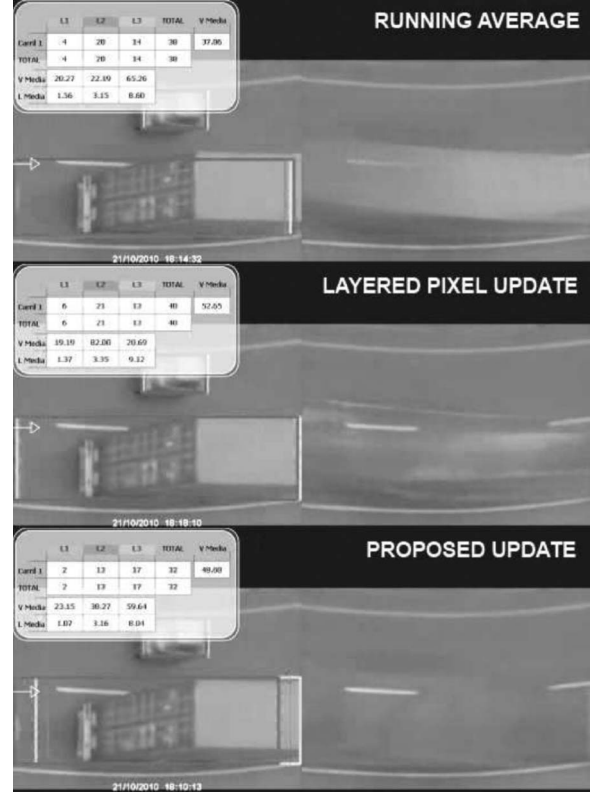 RUNNING AVERAGE
L1 L2 L3 TOTAL V Media
Carril 1 4 20 14 38 37.06
TOTAL 4 20 14 38
V Media 20.27 22.19 65.26
L Media 1.56 3.15 8.60
21/10/2010 18:14:32
LAYERED PIXEL UPDATE
L1 L2 L3 TOTAL V Media
Carril 1 6 21 13 40 52.65
TOTAL 6 21 13 40
V Media 19.19 82.00 20.69
L Media 1.37 3.35 9.12
21/10/2010 18:18:10
PROPOSED UPDATE
L1 L2 L3 TOTAL V Media
Carril 1 2 13 17 32 48.68
TOTAL 2 13 17 32
V Media 23.15 38.27 59.64
L Media 1.07 3.16 8.04
21/10/2010 18:10:13